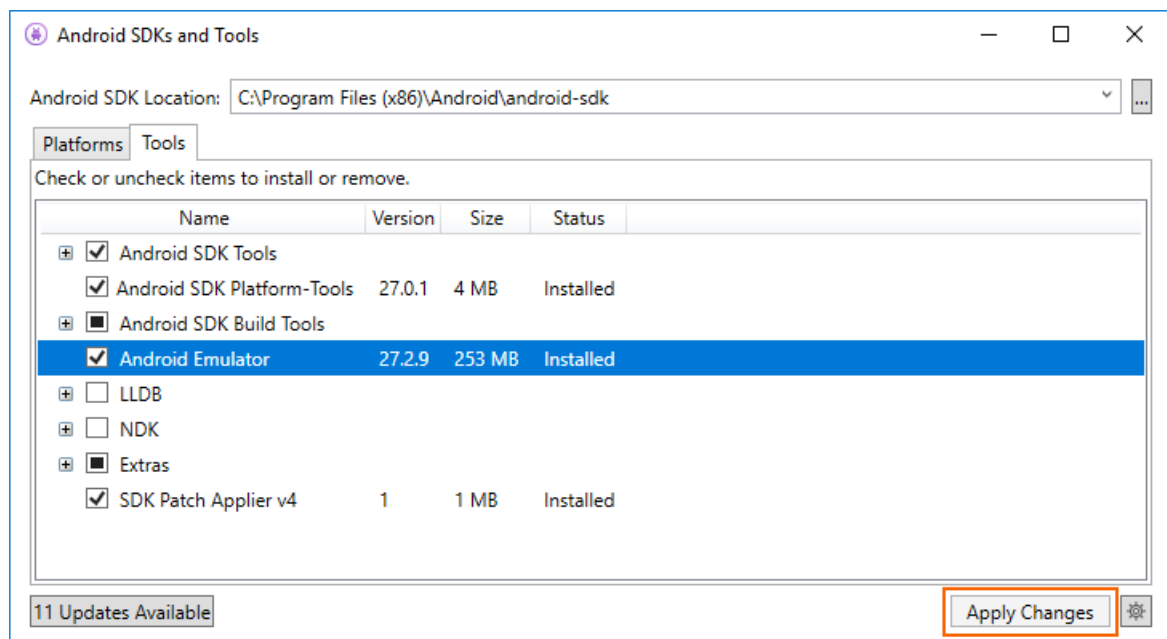 Android SDKs and Tools
Android SDK Location: C:\Program Files (x86)\Android\android-sdk ...
Platforms Tools
Check or uncheck items to install or remove.
Name Version Size Status
Android SDK Tools
Android SDK Platform-Tools 27.0.1 4 MB Installed
Android SDK Build Tools
Android Emulator 27.2.9 253 MB Installed
LLDB
NDK
Extras
SDK Patch Applier v4 1 1 MB Installed
11 Updates Available Apply Changes